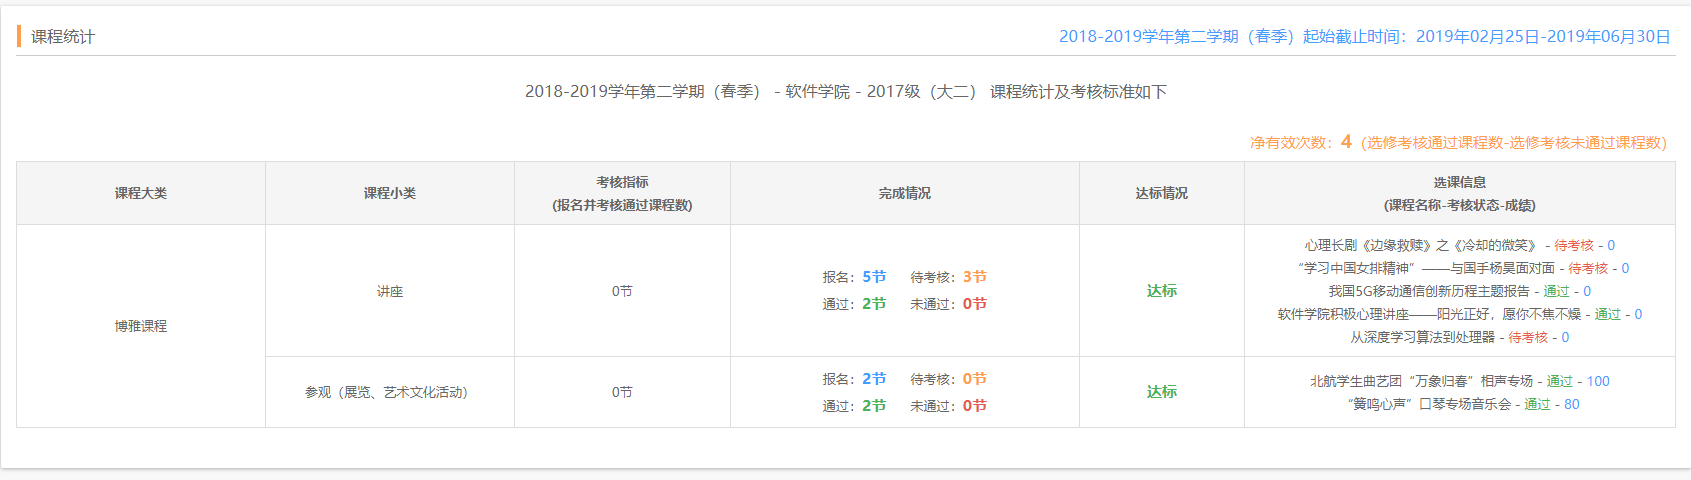 课程统计
2018-2019学年第二学期（春季）起始截止时间：2019年02月25日-2019年06月30日
2018-2019学年第二学期（春季） - 软件学院 - 2017级（大二） 课程统计及考核标准如下
净有效次数：4（选修考核通过课程数-选修考核未通过课程数）
课程大类
课程小类
考核指标
(报名并考核通过课程数)
完成情况
达标情况
选课信息
(课程名称-考核状态-成绩)
博雅课程
讲座
0节
报名：5节 待考核：3节
通过：2节 未通过：0节
达标
心理长剧《边缘救赎》之《冷却的微笑》 - 待考核 - 0
“学习中国女排精神”——与国手杨昊面对面 - 待考核 - 0
我国5G移动通信创新历程主题报告 - 通过 - 0
软件学院积极心理讲座——阳光正好，愿你不焦不燥 - 通过 - 0
从深度学习算法到处理器 - 待考核 - 0
参观（展览、艺术文化活动）
0节
报名：2节 待考核：0节
通过：2节 未通过：0节
达标
北航学生曲艺团“万象归春”相声专场 - 通过 - 100
“簧鸣心声”口琴专场音乐会 - 通过 - 80